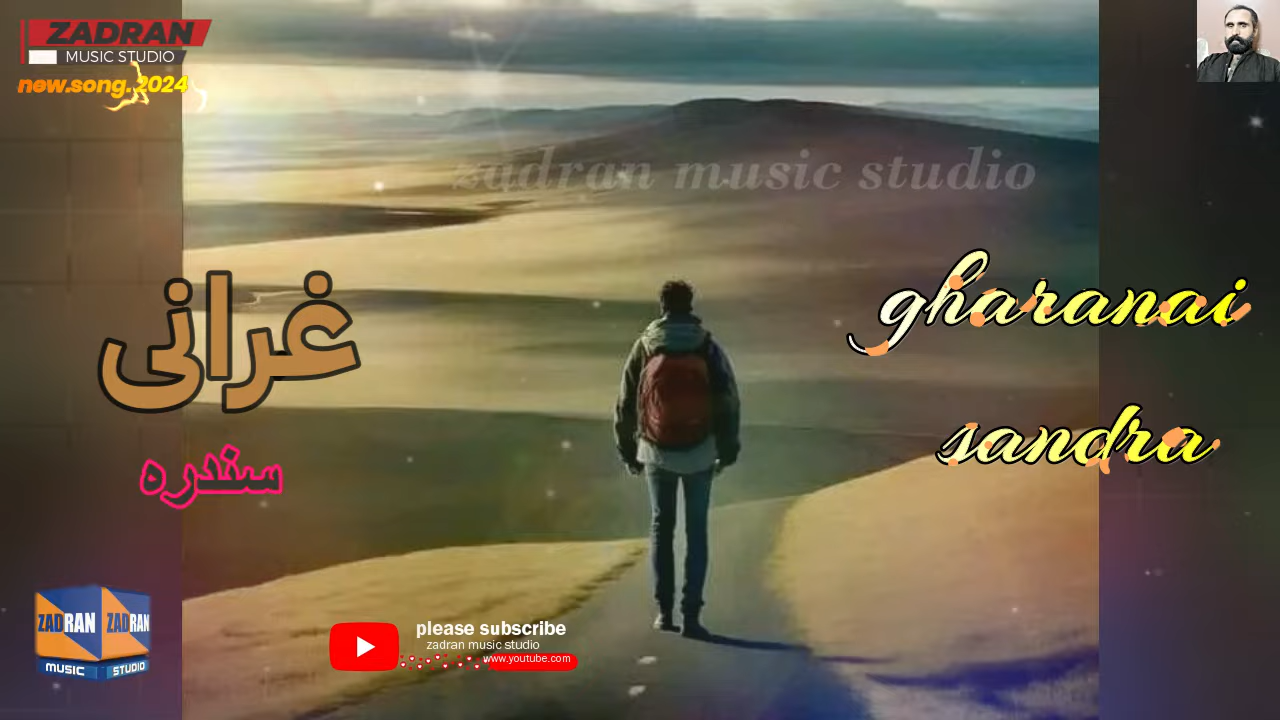 ZADRAN
MUSIC STUDIO
new.song.2024
zadran music studio
غرانی
gharanai
سندره
sandra
ZADRAN ZADRAN
MUSIC STUDIO
please subscribe
zadran music studio
www.youtube.com